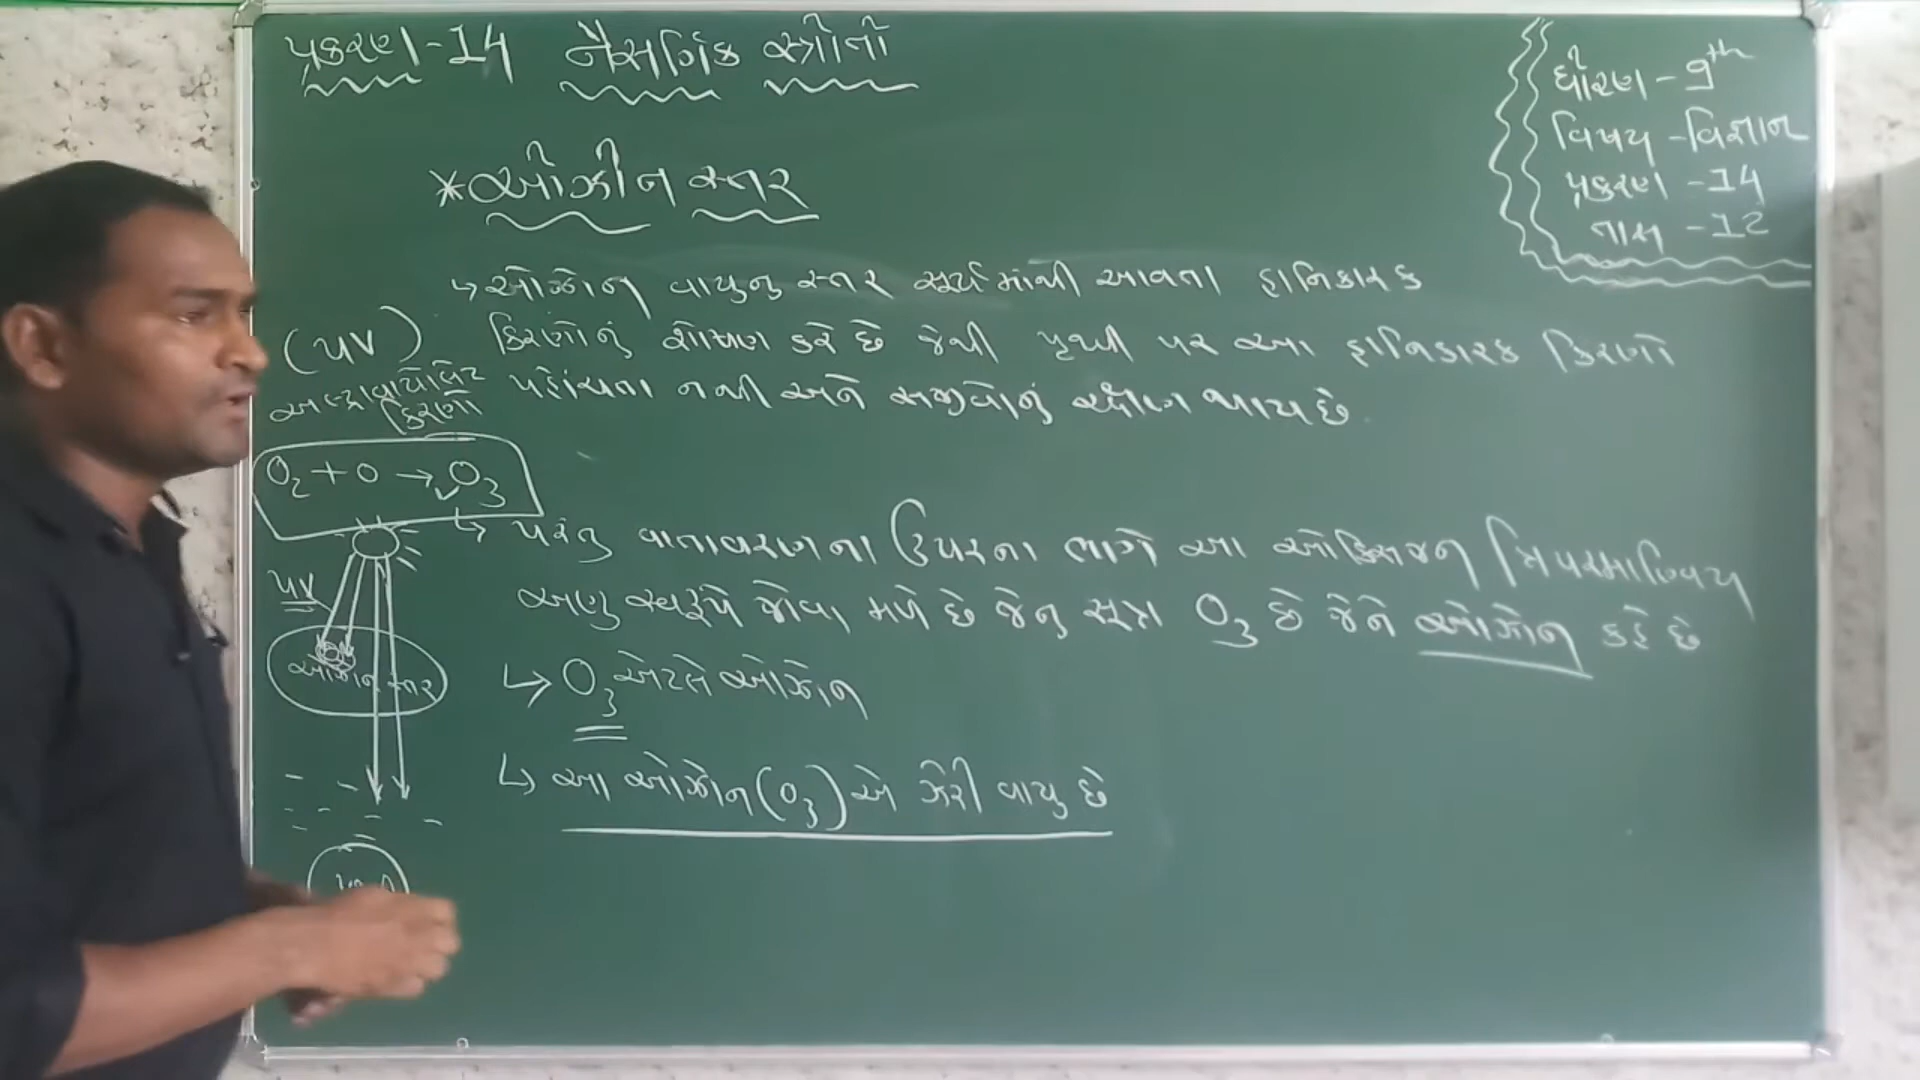 પ્રકરણ-14 નૈસર્ગિક સ્ત્રોતો
ધોરણ - 9th
વિષય - વિજ્ઞાન
પ્રકરણ - 14
તાસ - 12
*ઓઝોન સ્તર
↳ ઓઝોન વાયુનુ સ્તર સૂર્યમાંથી આવતા હાનિકારક
કિરણોનું શોષણ કરે છે જેથી પૃથ્વી પર આ હાનિકારક કિરણો
પહોંચતા નથી અને સજીવોનું રક્ષણ થાય છે.
(UV)
અલ્ટ્રાવાયોલેટ
કિરણો
O₂ + O → O₃
↳ પરંતુ વાતાવરણના ઉપરના ભાગે આ ઓક્સિજન ત્રિપરમાણ્વિય
અણુ સ્વરૂપે જોવા મળે છે જેનુ સૂત્ર O₃ છે જેને ઓઝોન કહે છે
UV
ઓઝોન સ્તર
↳ O₃ એટલે ઓઝોન
↳ આ ઓઝોન (O₃) એ ઝેરી વાયુ છે